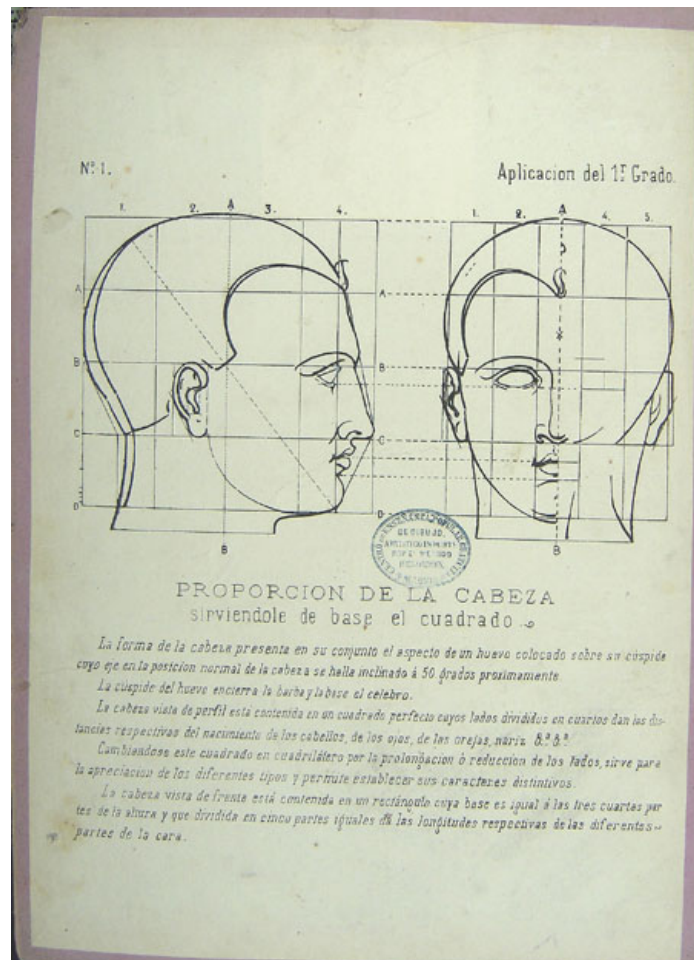 Nº 1.
Aplicacion del 1r Grado.
1. 2. A 3. 4. 1. 2. A 4. 5.
A A
B B
C C
D D
B B
DE DIBUJO,
PROPORCION DE LA CABEZA
sirviendole de base el cuadrado
La forma de la cabeza presenta en su conjunto el aspecto de un huevo colocado sobre su cúspide
cuyo eje en la posicion normal de la cabeza se halla inclinado à 50 grados proximamente.
La cúspide del huevo encierra la barba y la base el celebro.
La cabeza vista de perfil está contenida en un cuadrado perfecto cuyos lados divididos en cuartos dan las dis-
tancias respectivas del nacimiento de los cabellos, de los ojos, de las orejas, nariz &ª &ª
Cambiandose este cuadrado en cuadrilátero por la prolongacion ò reduccion de los lados, sirve para
la apreciacion de los diferentes tipos y permite establecer sus caracteres distintivos.
La cabeza vista de frente está contenida en un rectángulo cuya base es igual á las tres cuartas par
tes de la altura y que dividida en cinco partes iguales dá las longitudes respectivas de las diferentes
partes de la cara.